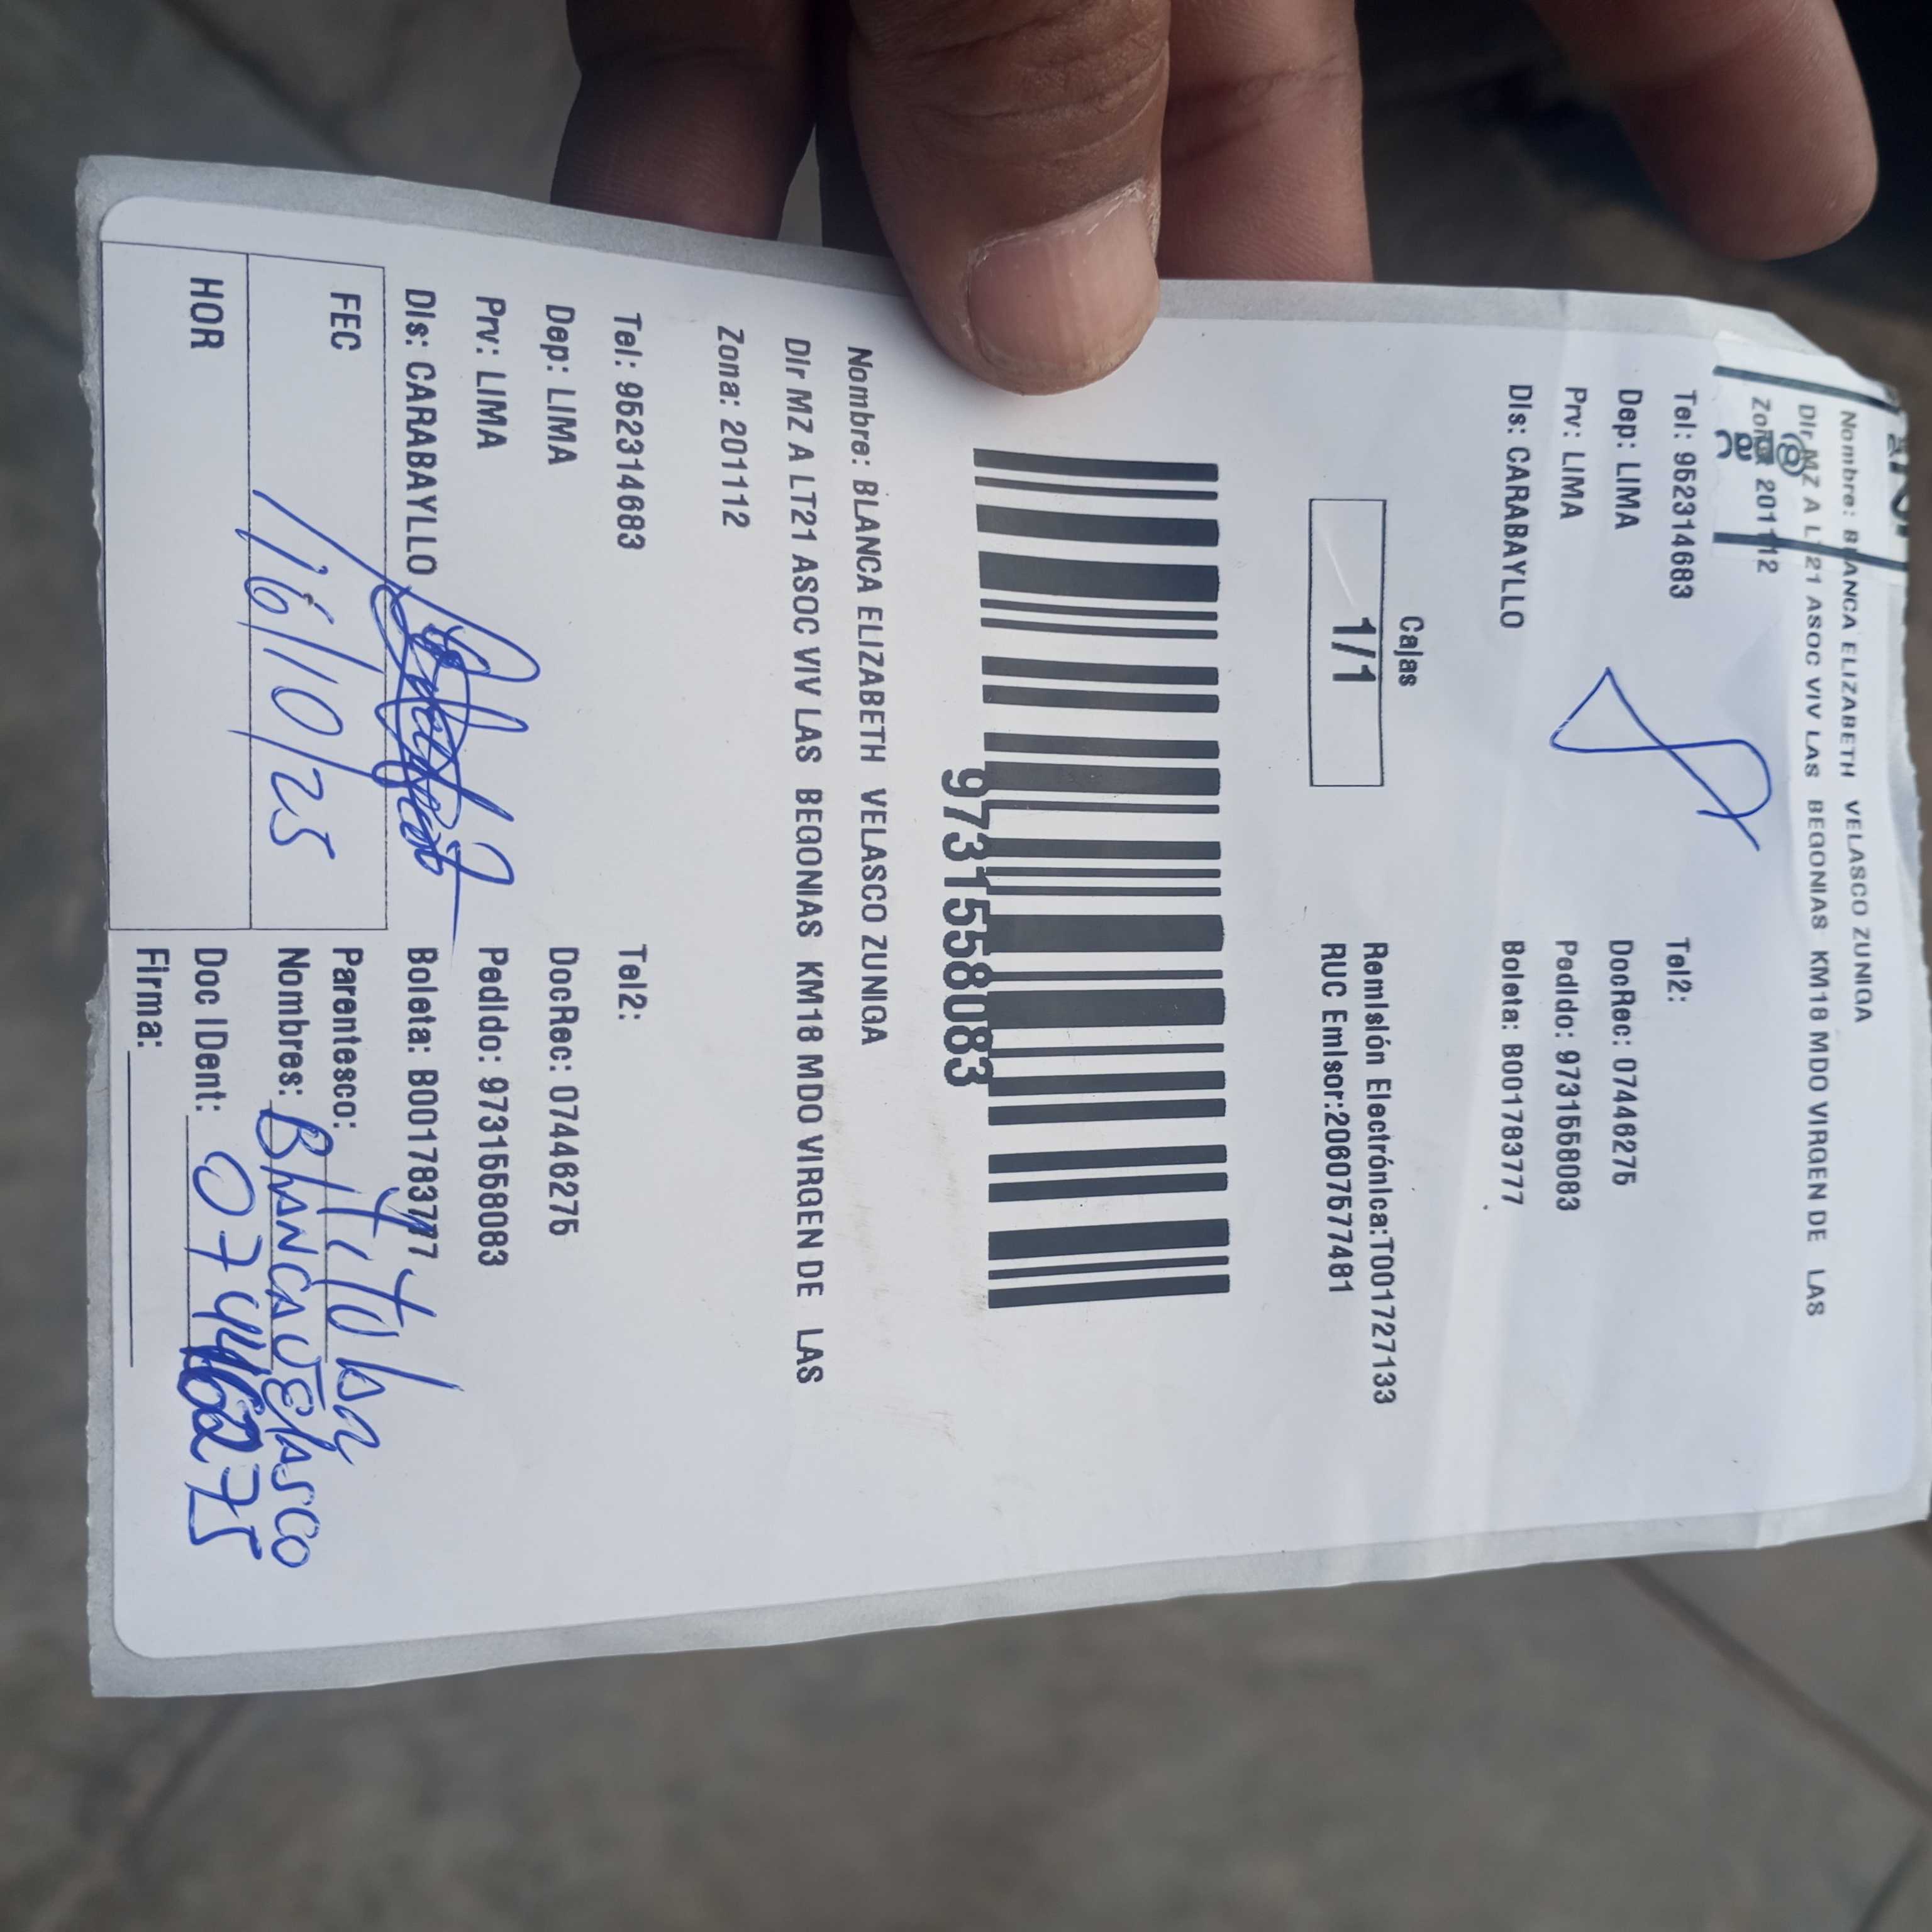 Nombre: BLANCA ELIZABETH VELASCO ZUNIGA
Dir MZ A LT21 ASOC VIV LAS BEGONIAS KM18 MDO VIRGEN DE LAS
Zona: 201112
Tel: 952314683 Tel2:
Dep: LIMA DocRec: 07446275
Prv: LIMA Pedido: 9731558083
Dis: CARABAYLLO Boleta: B001783777
Cajas
1/1
Remisión Electrónica:T001727133
RUC Emisor:20607577481
9731558083
Nombre: BLANCA ELIZABETH VELASCO ZUNIGA
Dir MZ A LT21 ASOC VIV LAS BEGONIAS KM18 MDO VIRGEN DE LAS
Zona: 201112
Tel: 952314683 Tel2:
Dep: LIMA DocRec: 07446275
Prv: LIMA Pedido: 9731558083
Dis: CARABAYLLO Boleta: B001783777
FEC 16/10/25 Parentesco: titular
Nombres: BLANCA VELASCO
HOR Doc IDent: 07446275
Firma: